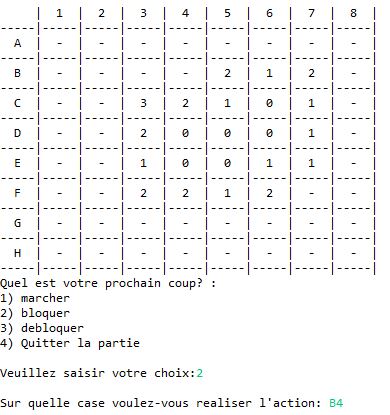 | 1 | 2 | 3 | 4 | 5 | 6 | 7 | 8 |
-----|-----|-----|-----|-----|-----|-----|-----|-----|
A | - | - | - | - | - | - | - | - |
-----|-----|-----|-----|-----|-----|-----|-----|-----|
B | - | - | - | - | 2 | 1 | 2 | - |
-----|-----|-----|-----|-----|-----|-----|-----|-----|
C | - | - | 3 | 2 | 1 | 0 | 1 | - |
-----|-----|-----|-----|-----|-----|-----|-----|-----|
D | - | - | 2 | 0 | 0 | 0 | 1 | - |
-----|-----|-----|-----|-----|-----|-----|-----|-----|
E | - | - | 1 | 0 | 0 | 1 | 1 | - |
-----|-----|-----|-----|-----|-----|-----|-----|-----|
F | - | - | 2 | 2 | 1 | 2 | - | - |
-----|-----|-----|-----|-----|-----|-----|-----|-----|
G | - | - | - | - | - | - | - | - |
-----|-----|-----|-----|-----|-----|-----|-----|-----|
H | - | - | - | - | - | - | - | - |
-----|-----|-----|-----|-----|-----|-----|-----|-----|
Quel est votre prochain coup? :
1) marcher
2) bloquer
3) debloquer
4) Quitter la partie
Veuillez saisir votre choix:2
Sur quelle case voulez-vous realiser l'action: B4